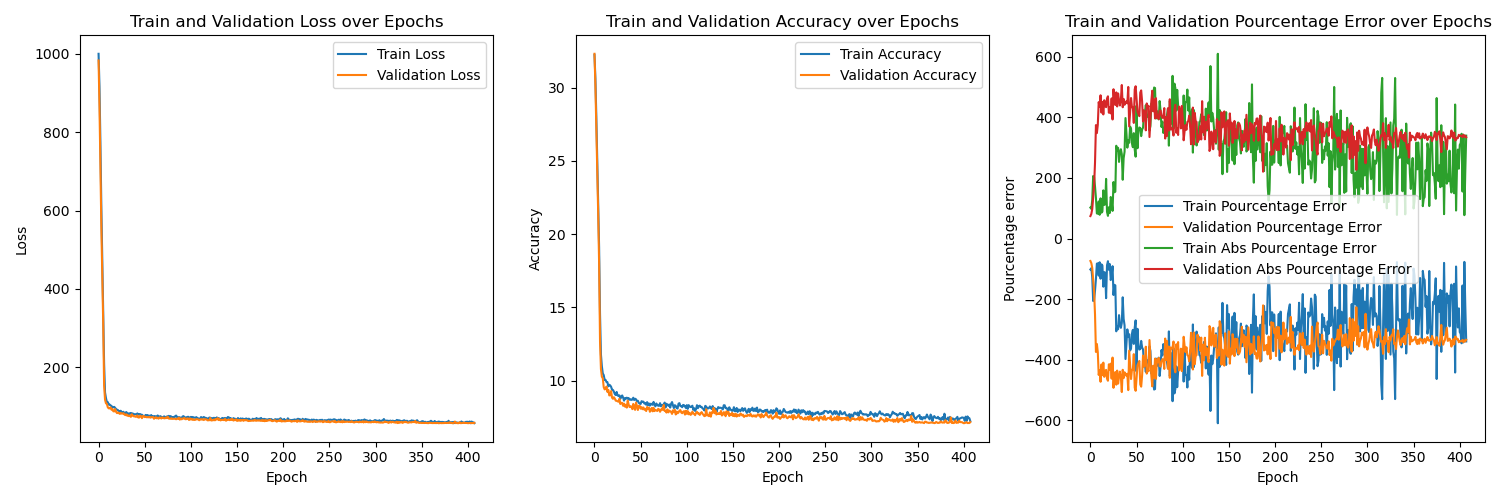 Train and Validation Loss over Epochs
Train Loss
Validation Loss
1000
800
600
400
200
Loss
0 50 100 150 200 250 300 350 400
Epoch
Train and Validation Accuracy over Epochs
Train Accuracy
Validation Accuracy
30
25
20
15
10
Accuracy
0 50 100 150 200 250 300 350 400
Epoch
Train and Validation Pourcentage Error over Epochs
600
400
200
0
−200
−400
−600
Pourcentage error
Train Pourcentage Error
Validation Pourcentage Error
Train Abs Pourcentage Error
Validation Abs Pourcentage Error
0 50 100 150 200 250 300 350 400
Epoch